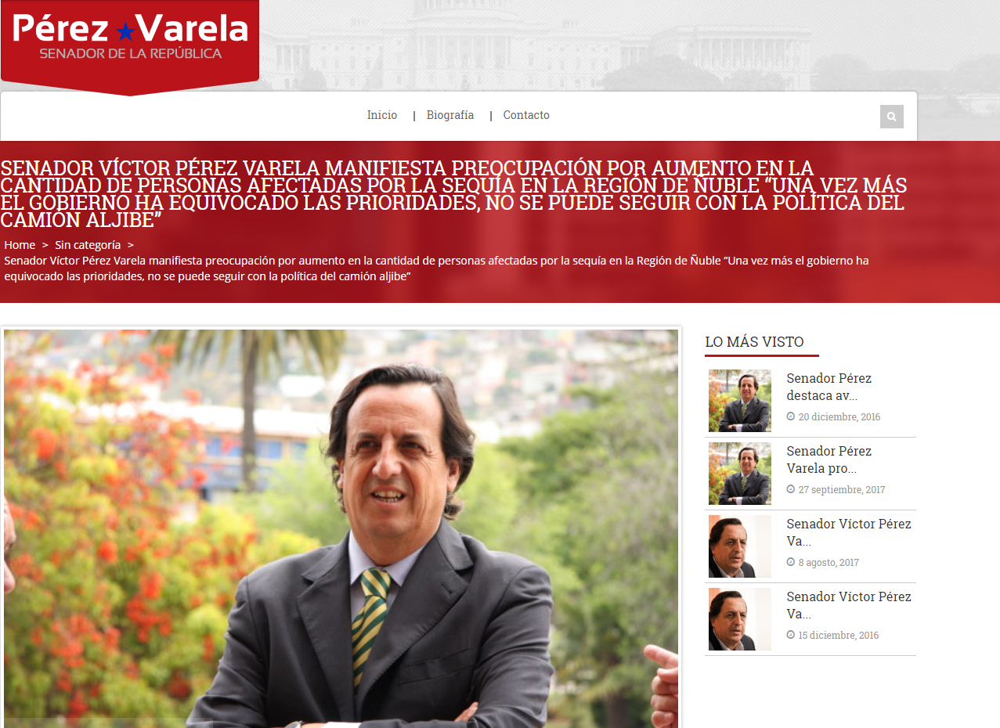 Pérez Varela
SENADOR DE LA REPÚBLICA
Inicio | Biografía | Contacto
SENADOR VÍCTOR PÉREZ VARELA MANIFIESTA PREOCUPACIÓN POR AUMENTO EN LA
CANTIDAD DE PERSONAS AFECTADAS POR LA SEQUÍA EN LA REGIÓN DE ÑUBLE “UNA VEZ MÁS
EL GOBIERNO HA EQUIVOCADO LAS PRIORIDADES, NO SE PUEDE SEGUIR CON LA POLÍTICA DEL
CAMIÓN ALJIBE”
Home > Sin categoría >
Senador Víctor Pérez Varela manifiesta preocupación por aumento en la cantidad de personas afectadas por la sequía en la Región de Ñuble “Una vez más el gobierno ha
equivocado las prioridades, no se puede seguir con la política del camión aljibe”
LO MÁS VISTO
Senador Pérez
destaca av...
20 diciembre, 2016
Senador Pérez
Varela pro...
27 septiembre, 2017
Senador Víctor Pérez
Va...
8 agosto, 2017
Senador Víctor Pérez
Va...
15 diciembre, 2016